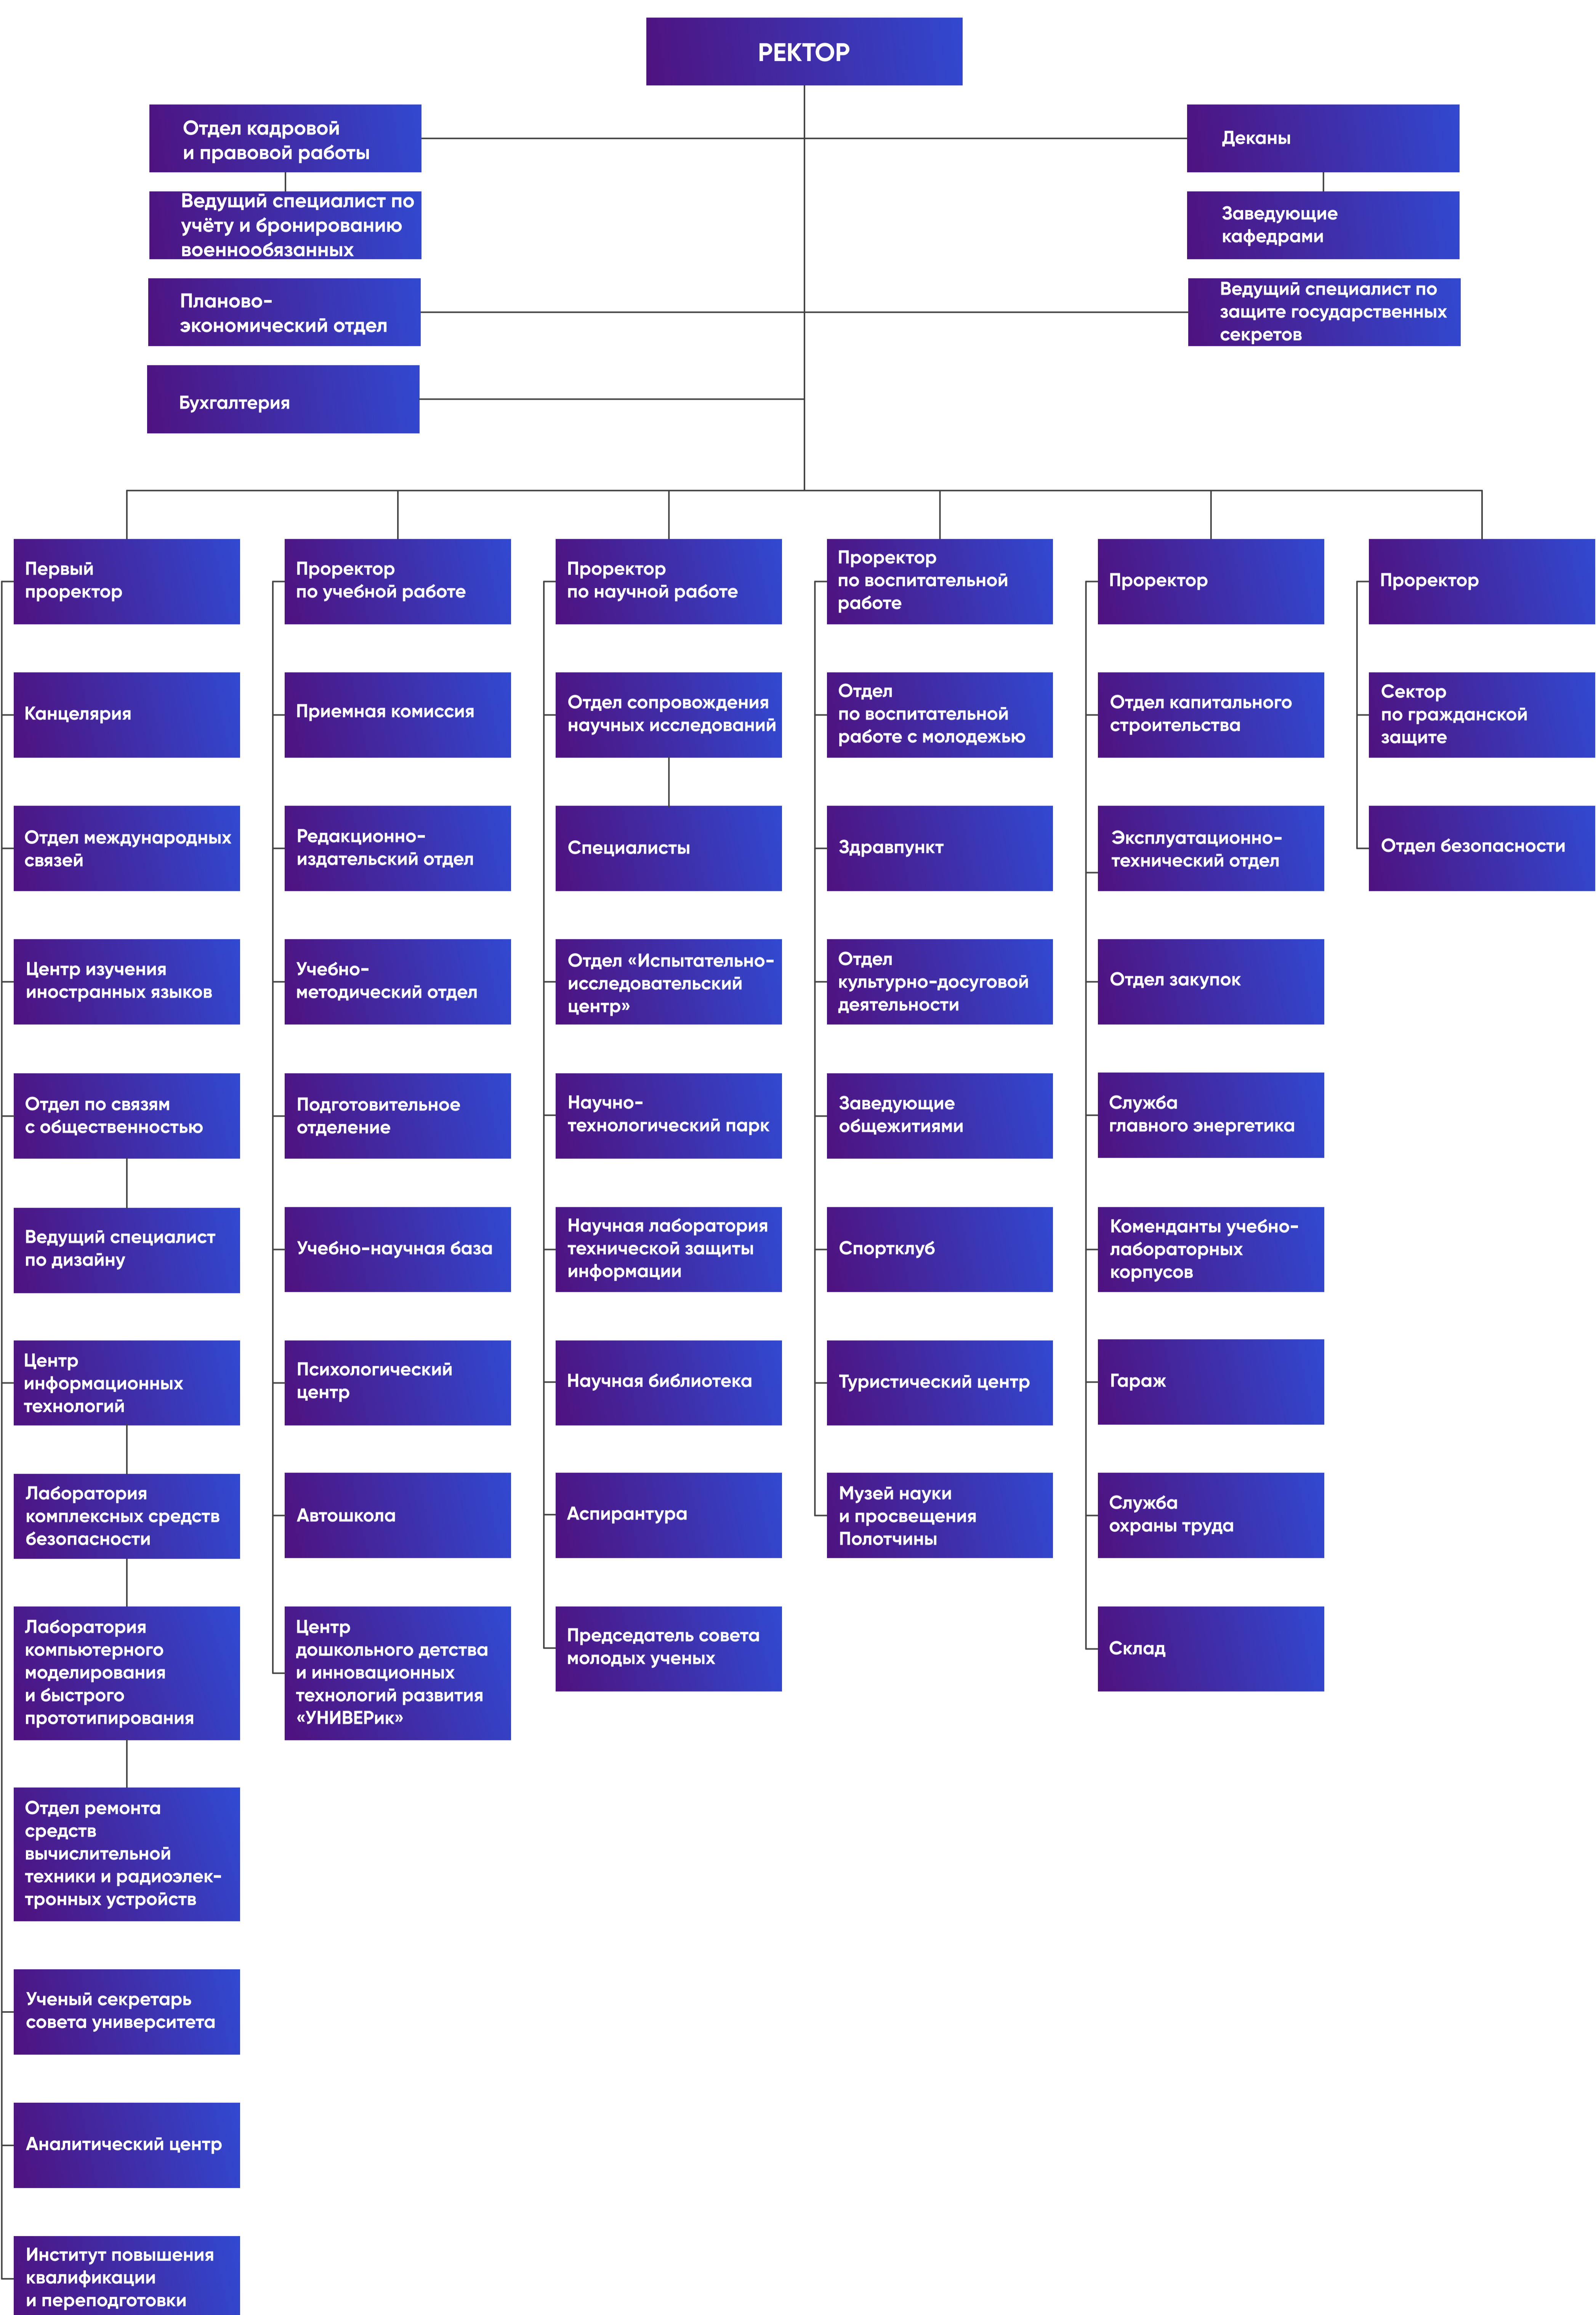 РЕКТОР
Отдел кадровой
и правовой работы
Деканы
Ведущий специалист по
учёту и бронированию
военнообязанных
Заведующие
кафедрами
Планово-
экономический отдел
Ведущий специалист по
защите государственных
секретов
Бухгалтерия
Первый
проректор
Канцелярия
Отдел международных
связей
Центр изучения
иностранных языков
Отдел по связям
с общественностью
Ведущий специалист
по дизайну
Центр
информационных
технологий
Лаборатория
комплексных средств
безопасности
Лаборатория
компьютерного
моделирования
и быстрого
прототипирования
Отдел ремонта
средств
вычислительной
техники и радиоэлек-
тронных устройств
Ученый секретарь
совета университета
Аналитический центр
Институт повышения
квалификации
и переподготовки
Проректор
по учебной работе
Приемная комиссия
Редакционно-
издательский отдел
Учебно-
методический отдел
Подготовительное
отделение
Учебно-научная база
Психологический
центр
Автошкола
Центр
дошкольного детства
и инновационных
технологий развития
«УНИВЕРик»
Проректор
по научной работе
Отдел сопровождения
научных исследований
Специалисты
Отдел «Испытательно-
исследовательский
центр»
Научно-
технологический парк
Научная лаборатория
технической защиты
информации
Научная библиотека
Аспирантура
Председатель совета
молодых ученых
Проректор
по воспитательной
работе
Отдел
по воспитательной
работе с молодежью
Здравпункт
Отдел
культурно-досуговой
деятельности
Заведующие
общежитиями
Спортклуб
Туристический центр
Музей науки
и просвещения
Полотчины
Проректор
Отдел капитального
строительства
Эксплуатационно-
технический отдел
Отдел закупок
Служба
главного энергетика
Коменданты учебно-
лабораторных
корпусов
Гараж
Служба
охраны труда
Склад
Проректор
Сектор
по гражданской
защите
Отдел безопасности